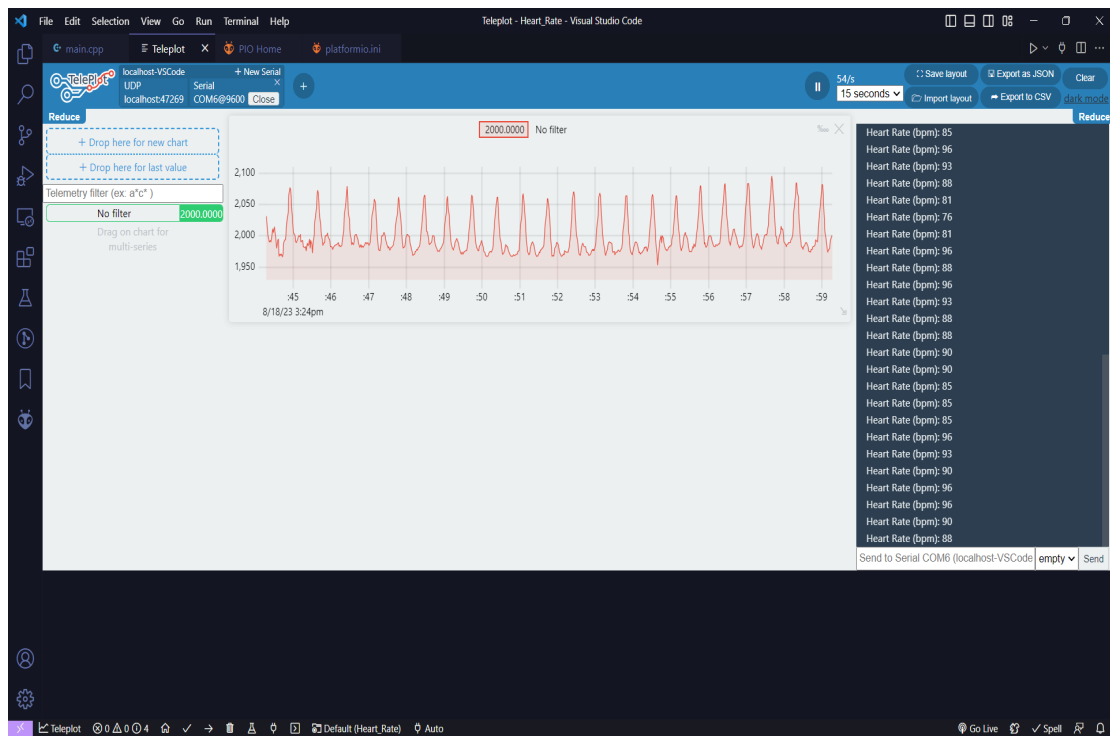 File Edit Selection View Go Run Terminal Help
Teleplot - Heart_Rate - Visual Studio Code
main.cpp
Teleplot
PIO Home
platformio.ini
TelePlot
localhost-VSCode + New Serial
UDP Serial X
localhost:47269 COM6@9600 Close
+
54/s
15 seconds
Save layout
Export as JSON
Clear
Import layout
Export to CSV
dark mode
Reduce
Reduce
+ Drop here for new chart
+ Drop here for last value
Telemetry filter (ex: a*c* )
No filter 2000.0000
Drag on chart for
multi-series
2000.0000 No filter
2,100
2,050
2,000
1,950
:45 :46 :47 :48 :49 :50 :51 :52 :53 :54 :55 :56 :57 :58 :59
8/18/23 3:24pm
Heart Rate (bpm): 85
Heart Rate (bpm): 96
Heart Rate (bpm): 93
Heart Rate (bpm): 88
Heart Rate (bpm): 81
Heart Rate (bpm): 76
Heart Rate (bpm): 81
Heart Rate (bpm): 96
Heart Rate (bpm): 88
Heart Rate (bpm): 96
Heart Rate (bpm): 93
Heart Rate (bpm): 88
Heart Rate (bpm): 88
Heart Rate (bpm): 90
Heart Rate (bpm): 90
Heart Rate (bpm): 85
Heart Rate (bpm): 85
Heart Rate (bpm): 85
Heart Rate (bpm): 96
Heart Rate (bpm): 93
Heart Rate (bpm): 90
Heart Rate (bpm): 96
Heart Rate (bpm): 96
Heart Rate (bpm): 90
Heart Rate (bpm): 88
Send to Serial COM6 (localhost-VSCode empty Send
Teleplot 0 0 4 Default (Heart_Rate) Auto
Go Live Spell